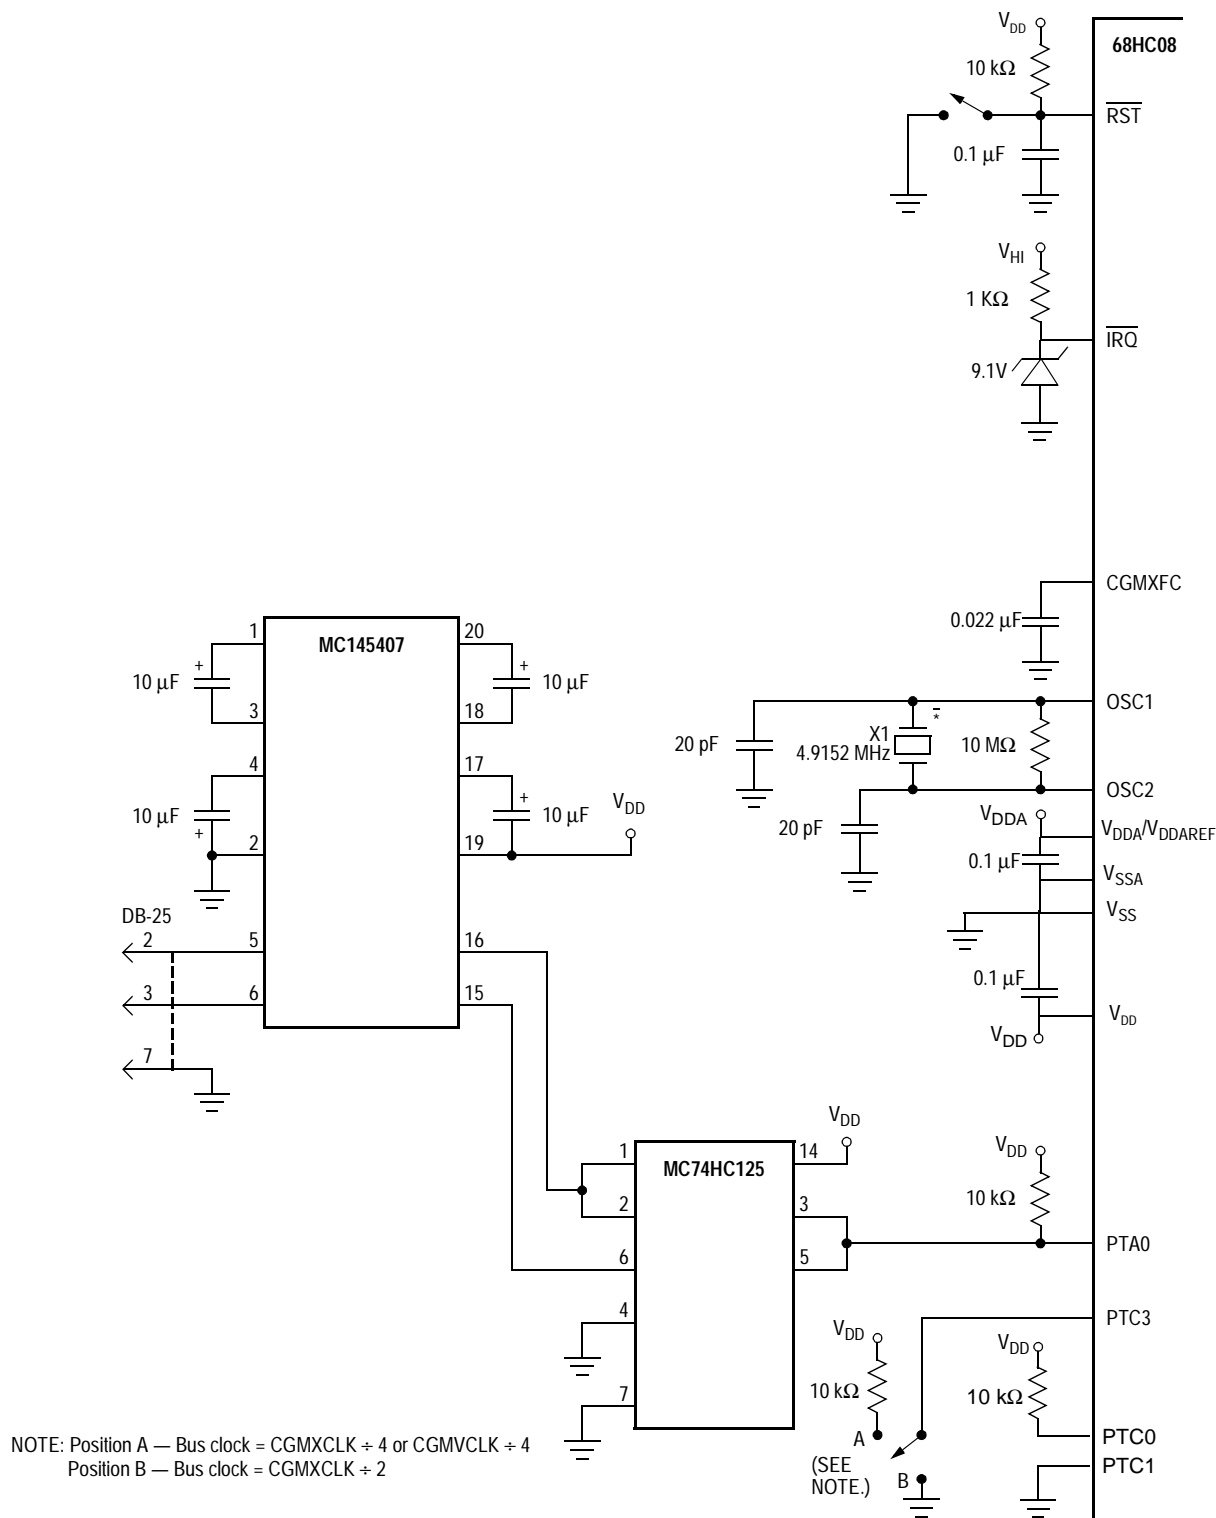 VDD
68HC08
10 kΩ
RST
0.1 µF
VHI
1 KΩ
IRQ
9.1V
CGMXFC
0.022 µF
MC145407
1
20
+
+
10 µF
10 µF
3
18
OSC1
*
X1
4.9152 MHz
10 MΩ
20 pF
4
17
OSC2
+
10 µF
10 µF
+
VDD
20 pF
VDDA
VDDA/VDDAREF
2
19
0.1 µF
VSSA
VSS
DB-25
2
5
16
0.1 µF
3
6
15
VDD
VDD
7
VDD
MC74HC125
1
14
VDD
10 kΩ
2
3
PTA0
6
5
4
PTC3
VDD
VDD
10 kΩ
10 kΩ
7
A
PTC0
(SEE
NOTE.)
B
PTC1
NOTE: Position A — Bus clock = CGMXCLK ÷ 4 or CGMVCLK ÷ 4
Position B — Bus clock = CGMXCLK ÷ 2